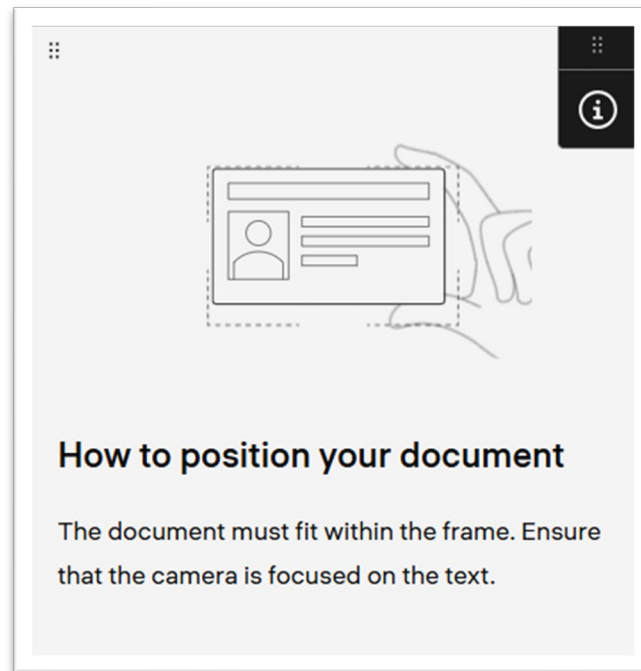 How to position your document
The document must fit within the frame. Ensure
that the camera is focused on the text.